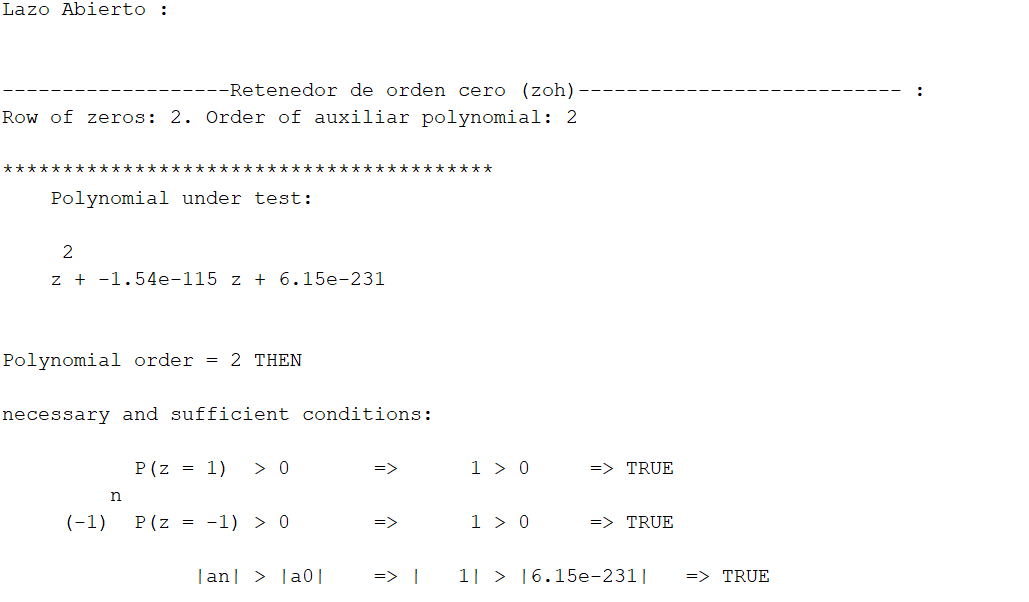 Lazo Abierto :
-------------------Retenedor de orden cero (zoh)--------------------------- :
Row of zeros: 2. Order of auxiliar polynomial: 2
*****************************************
Polynomial under test:
2
z + -1.54e-115 z + 6.15e-231
Polynomial order = 2 THEN
necessary and sufficient conditions:
P(z = 1) > 0 => 1 > 0 => TRUE
n
(-1) P(z = -1) > 0 => 1 > 0 => TRUE
|an| > |a0| => | 1| > |6.15e-231| => TRUE